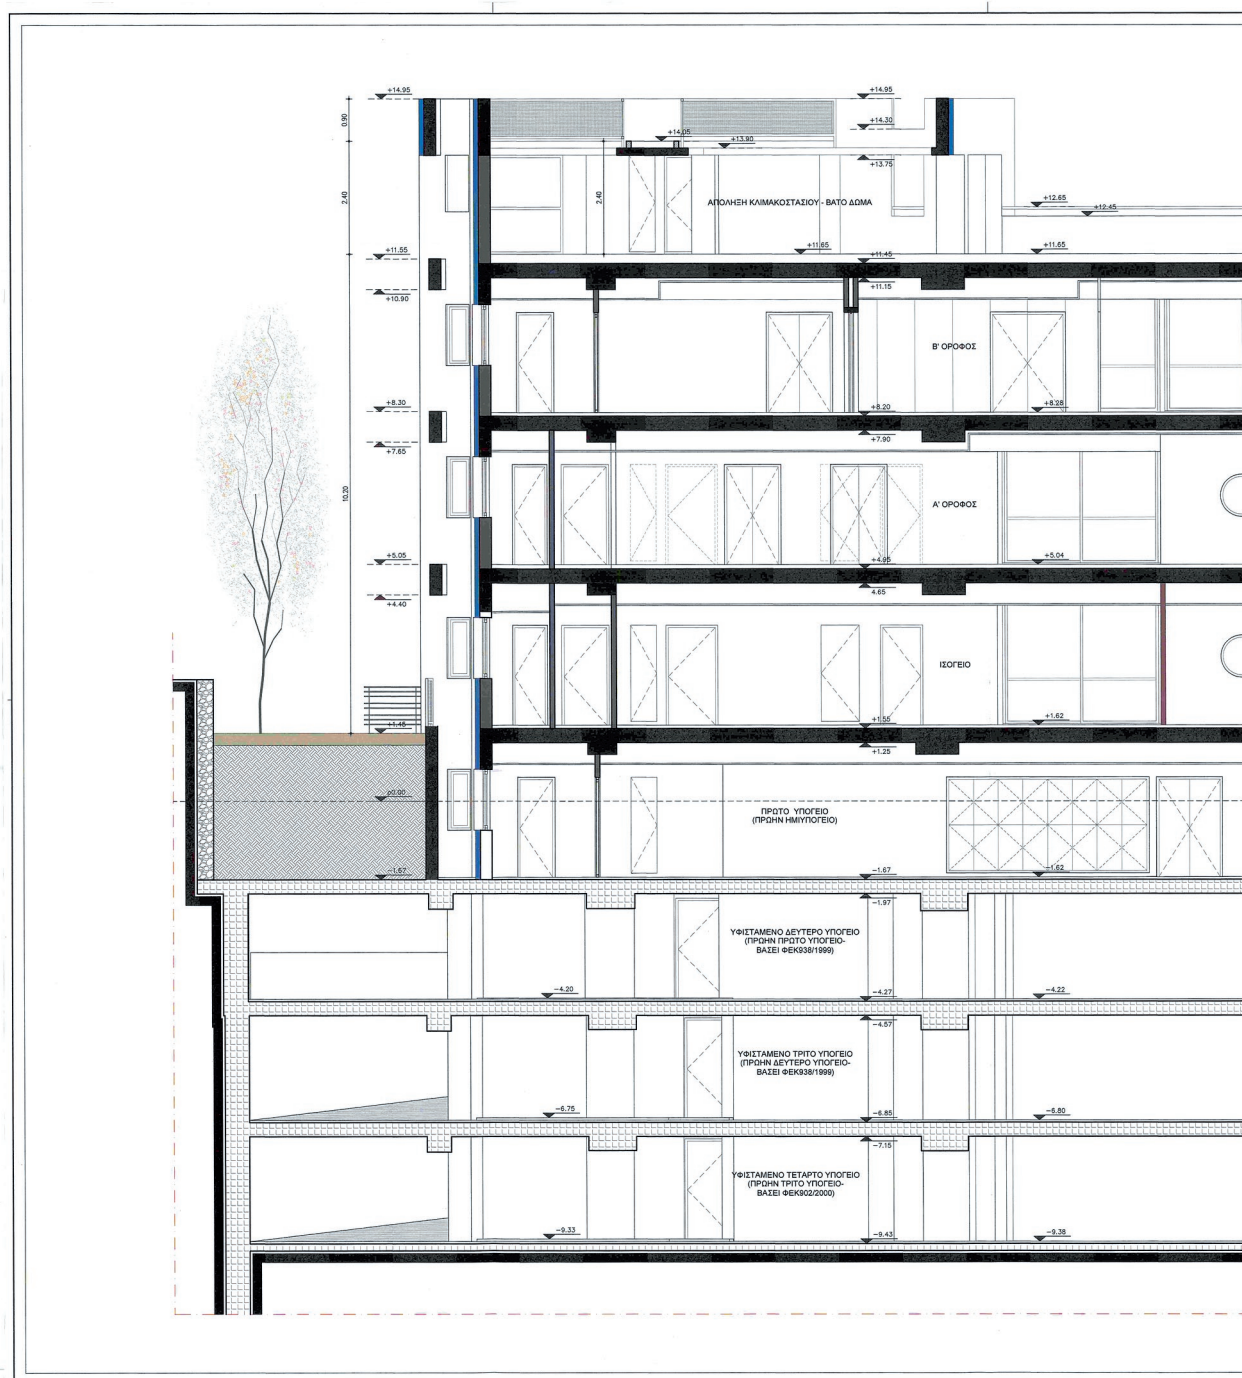 +14.95
+14.95
0.90
+14.30
+14.05
+13.90
+13.75
2.40
2.40
ΑΠΟΛΗΞΗ ΚΛΙΜΑΚΟΣΤΑΣΙΟΥ - ΒΑΤΟ ΔΩΜΑ
+12.65
+12.45
+11.55
+11.65
+11.45
+11.65
+10.90
+11.15
Β' ΟΡΟΦΟΣ
+8.30
+8.20
+8.28
+7.65
+7.90
10.20
Α' ΟΡΟΦΟΣ
+5.05
+4.95
+5.04
+4.40
4.65
ΙΣΟΓΕΙΟ
+1.45
+1.55
+1.62
+1.25
ρ0.00
ΠΡΩΤΟ ΥΠΟΓΕΙΟ
(ΠΡΩΗΝ ΗΜΙΥΠΟΓΕΙΟ)
−1.67
−1.67
−1.62
−1.97
ΥΦΙΣΤΑΜΕΝΟ ΔΕΥΤΕΡΟ ΥΠΟΓΕΙΟ
(ΠΡΩΗΝ ΠΡΩΤΟ ΥΠΟΓΕΙΟ-
ΒΑΣΕΙ ΦΕΚ938/1999)
−4.20
−4.27
−4.22
−4.57
ΥΦΙΣΤΑΜΕΝΟ ΤΡΙΤΟ ΥΠΟΓΕΙΟ
(ΠΡΩΗΝ ΔΕΥΤΕΡΟ ΥΠΟΓΕΙΟ-
ΒΑΣΕΙ ΦΕΚ938/1999)
−6.75
−6.85
−6.80
−7.15
ΥΦΙΣΤΑΜΕΝΟ ΤΕΤΑΡΤΟ ΥΠΟΓΕΙΟ
(ΠΡΩΗΝ ΤΡΙΤΟ ΥΠΟΓΕΙΟ-
ΒΑΣΕΙ ΦΕΚ902/2000)
−9.33
−9.43
−9.38